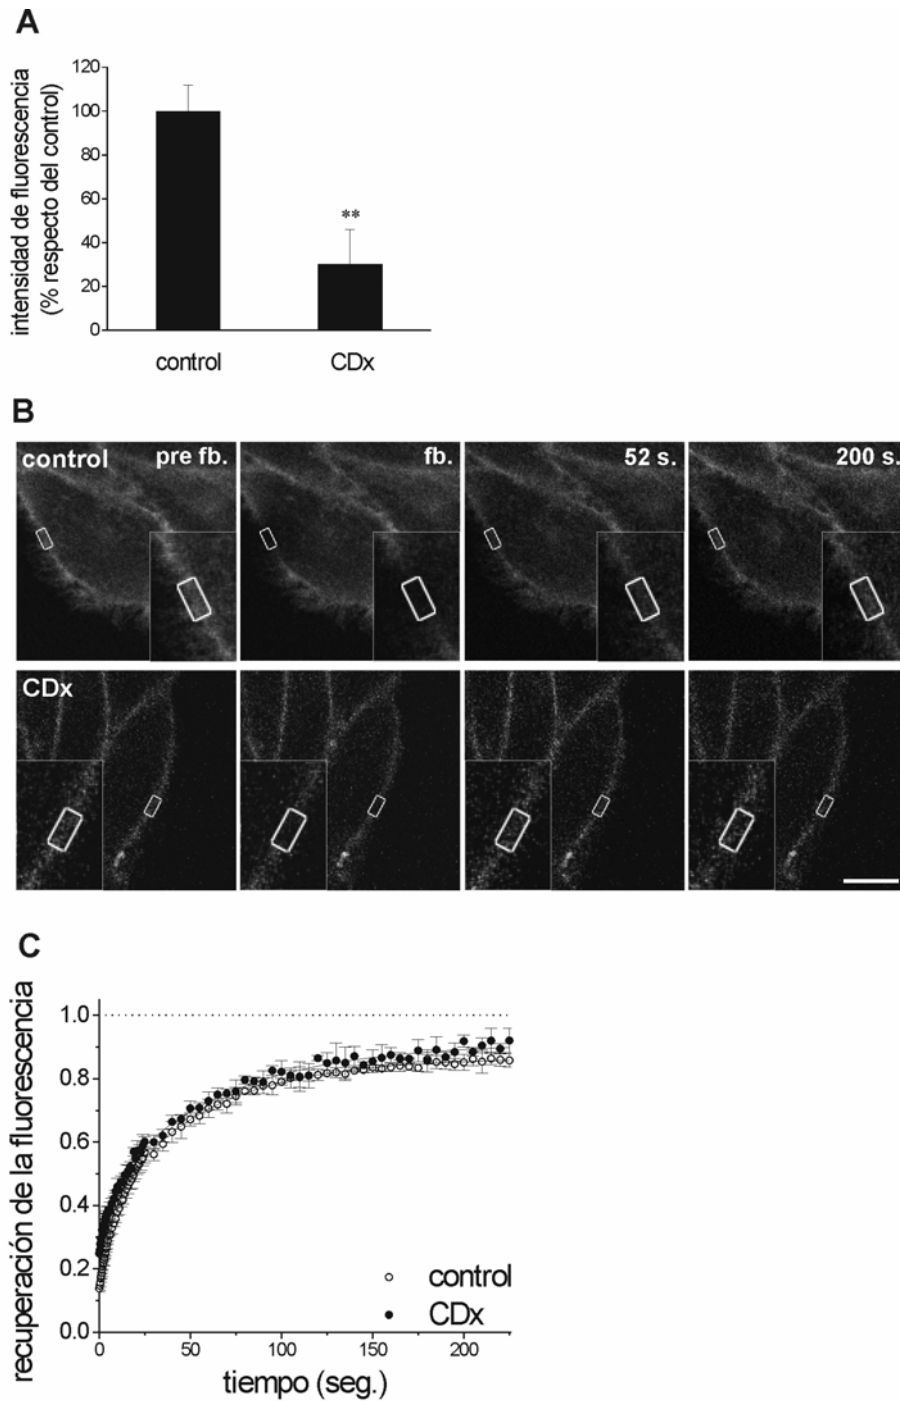 A
intensidad de fluorescencia
(% respecto del control)
120
100
80
60
40
20
0
**
control
CDx
B
control
pre fb.
fb.
52 s.
200 s.
CDx
C
recuperación de la fluorescencia
1.0
0.8
0.6
0.4
0.2
0.0
control
CDx
0
50
100
150
200
tiempo (seg.)